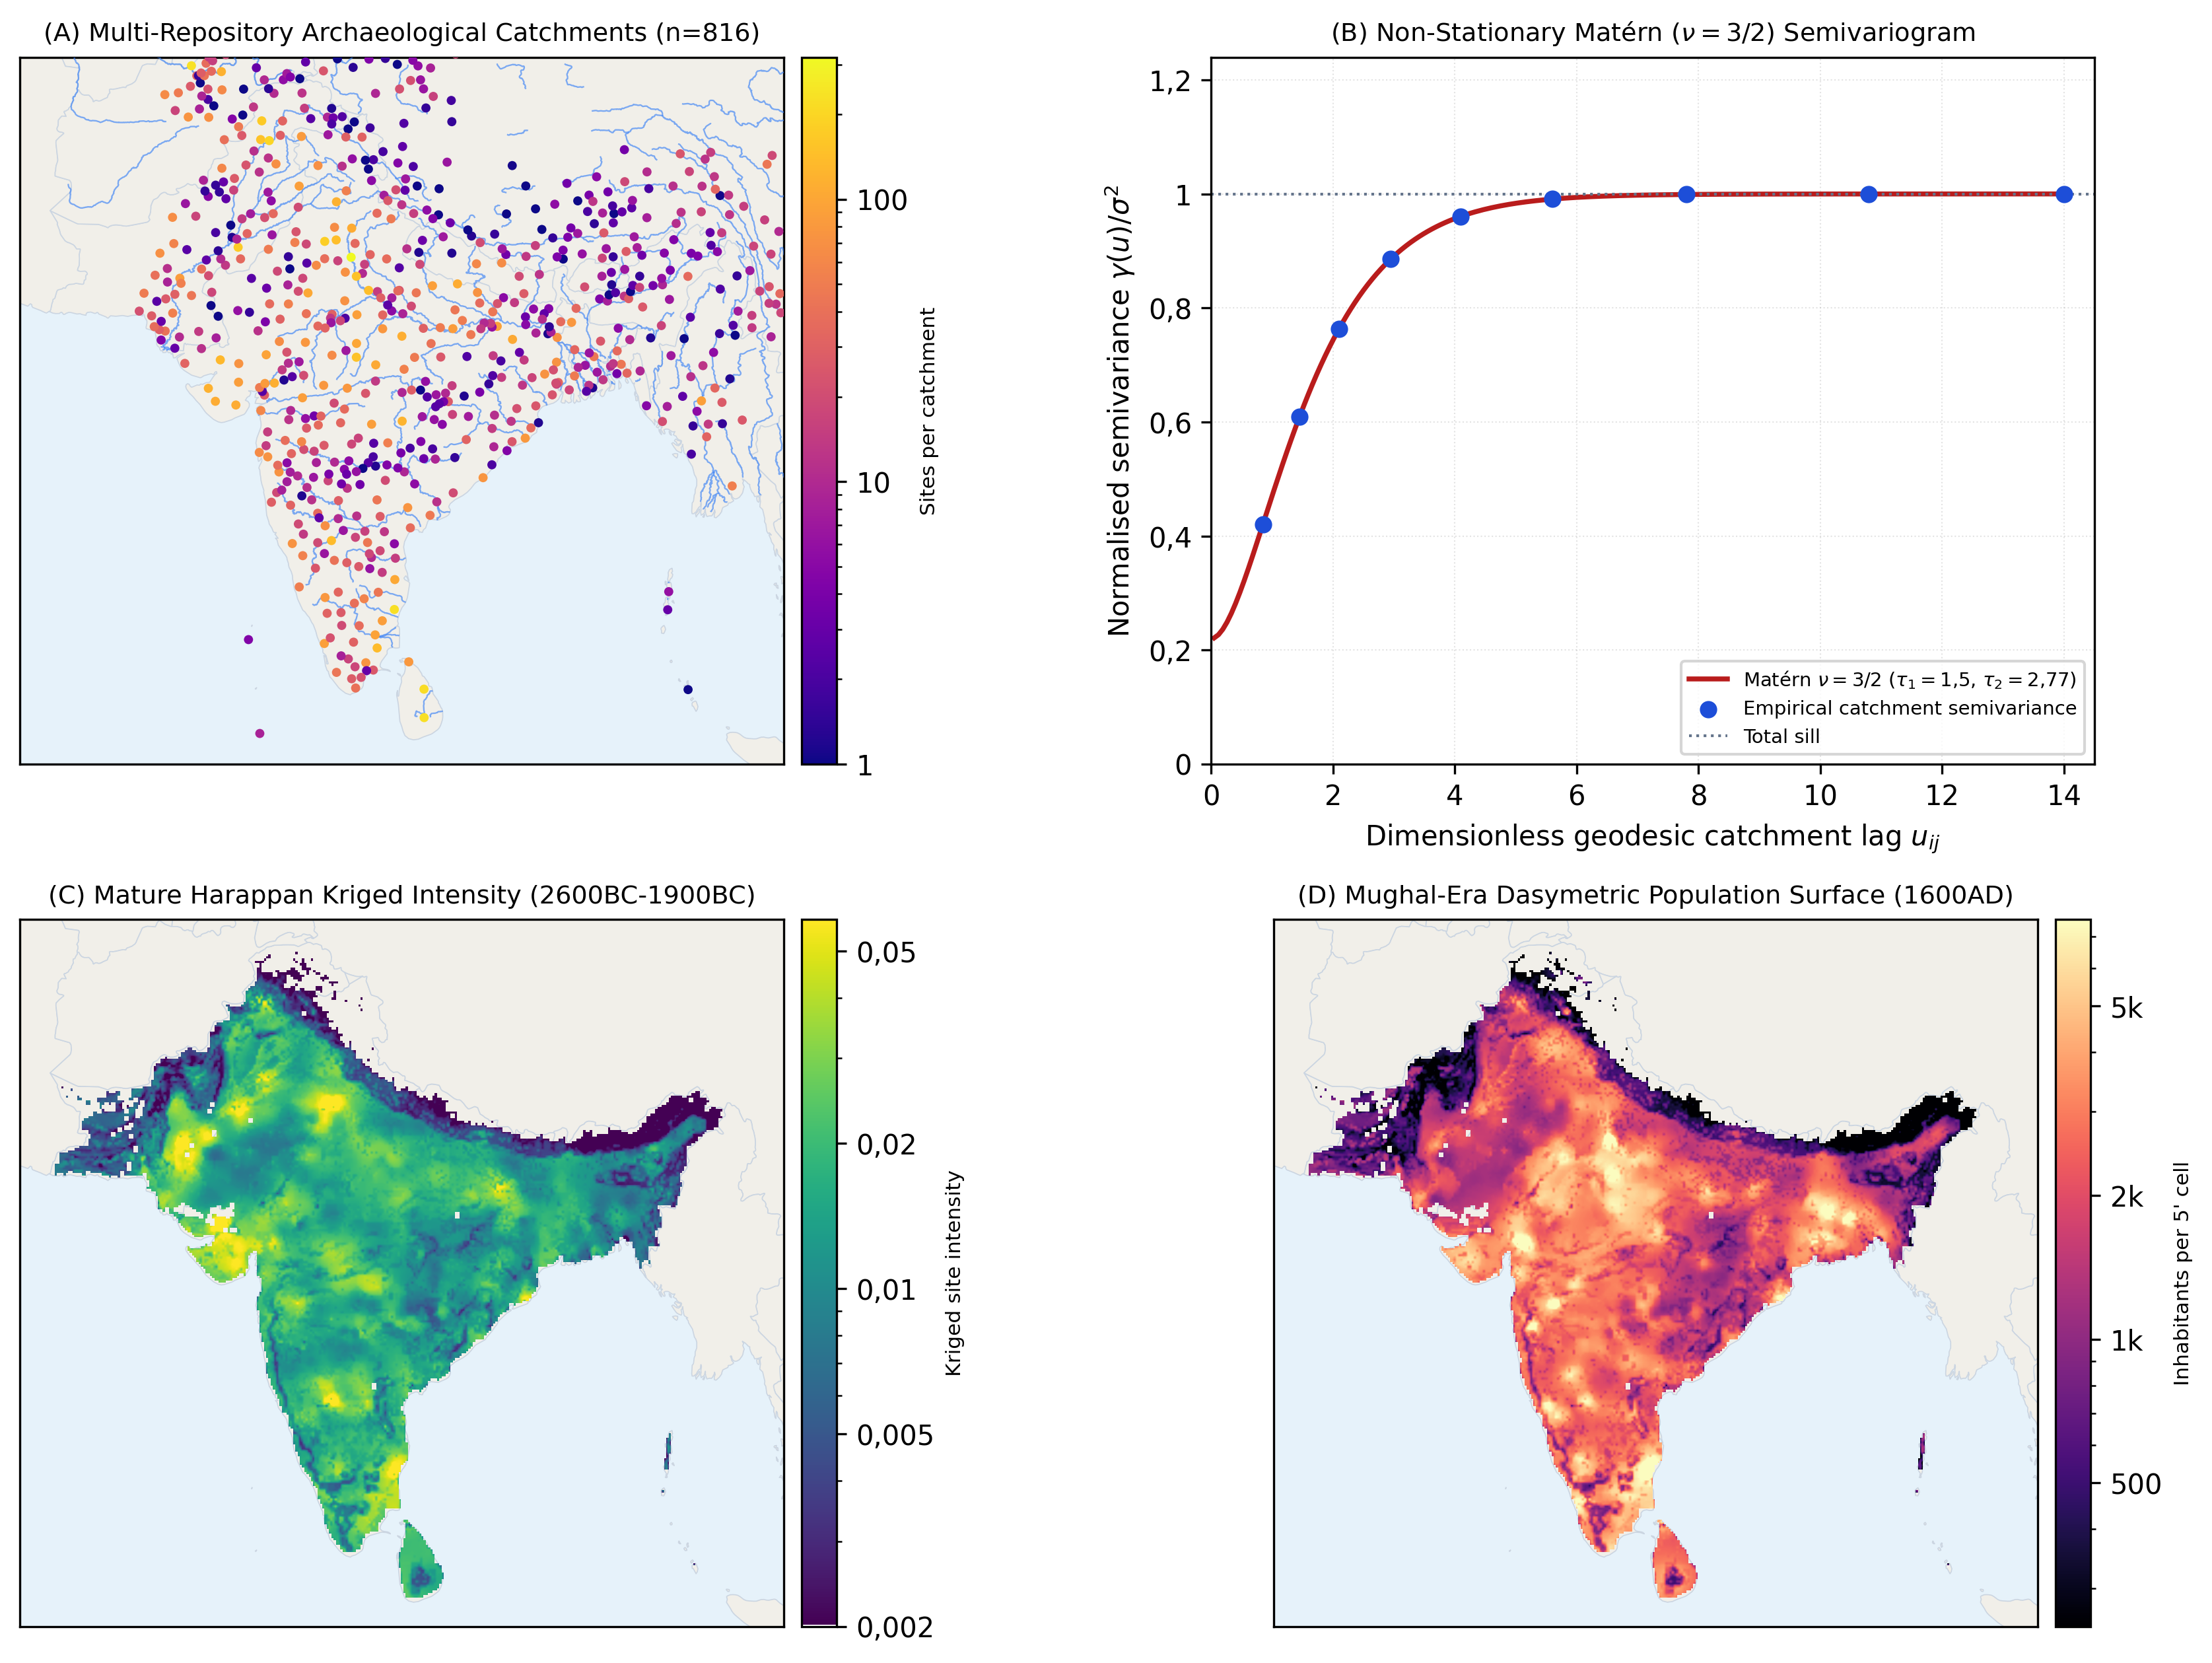 (A) Multi-Repository Archaeological Catchments (n=816)
100
10
1
Sites per catchment
(B) Non-Stationary Matérn (ν = 3/2) Semivariogram
1,2
1
0,8
0,6
0,4
0,2
0
Normalised semivariance γ(u)/σ²
0 2 4 6 8 10 12 14
Dimensionless geodesic catchment lag u_ij
Matérn ν = 3/2 (τ₁ = 1,5, τ₂ = 2,77)
Empirical catchment semivariance
Total sill
(C) Mature Harappan Kriged Intensity (2600BC-1900BC)
0,05
0,02
0,01
0,005
0,002
Kriged site intensity
(D) Mughal-Era Dasymetric Population Surface (1600AD)
5k
2k
1k
500
Inhabitants per 5' cell